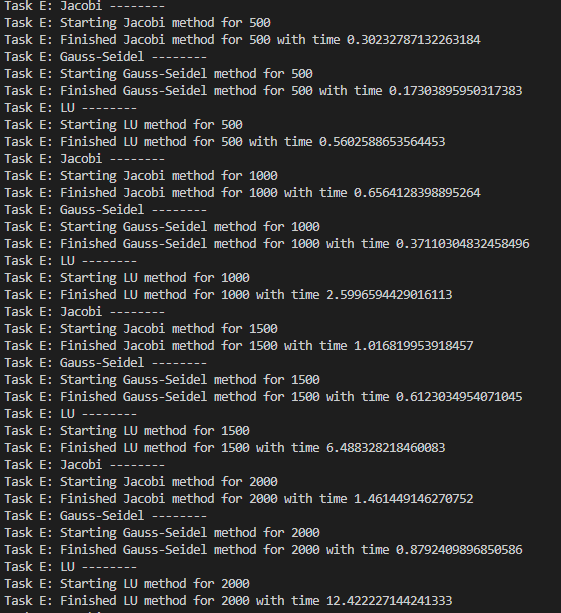 Task E: Jacobi --------
Task E: Starting Jacobi method for 500
Task E: Finished Jacobi method for 500 with time 0.30232787132263184
Task E: Gauss-Seidel --------
Task E: Starting Gauss-Seidel method for 500
Task E: Finished Gauss-Seidel method for 500 with time 0.17303895950317383
Task E: LU --------
Task E: Starting LU method for 500
Task E: Finished LU method for 500 with time 0.5602588653564453
Task E: Jacobi --------
Task E: Starting Jacobi method for 1000
Task E: Finished Jacobi method for 1000 with time 0.6564128398895264
Task E: Gauss-Seidel --------
Task E: Starting Gauss-Seidel method for 1000
Task E: Finished Gauss-Seidel method for 1000 with time 0.37110304832458496
Task E: LU --------
Task E: Starting LU method for 1000
Task E: Finished LU method for 1000 with time 2.5996594429016113
Task E: Jacobi --------
Task E: Starting Jacobi method for 1500
Task E: Finished Jacobi method for 1500 with time 1.016819953918457
Task E: Gauss-Seidel --------
Task E: Starting Gauss-Seidel method for 1500
Task E: Finished Gauss-Seidel method for 1500 with time 0.6123034954071045
Task E: LU --------
Task E: Starting LU method for 1500
Task E: Finished LU method for 1500 with time 6.488328218460083
Task E: Jacobi --------
Task E: Starting Jacobi method for 2000
Task E: Finished Jacobi method for 2000 with time 1.461449146270752
Task E: Gauss-Seidel --------
Task E: Starting Gauss-Seidel method for 2000
Task E: Finished Gauss-Seidel method for 2000 with time 0.8792409896850586
Task E: LU --------
Task E: Starting LU method for 2000
Task E: Finished LU method for 2000 with time 12.422227144241333